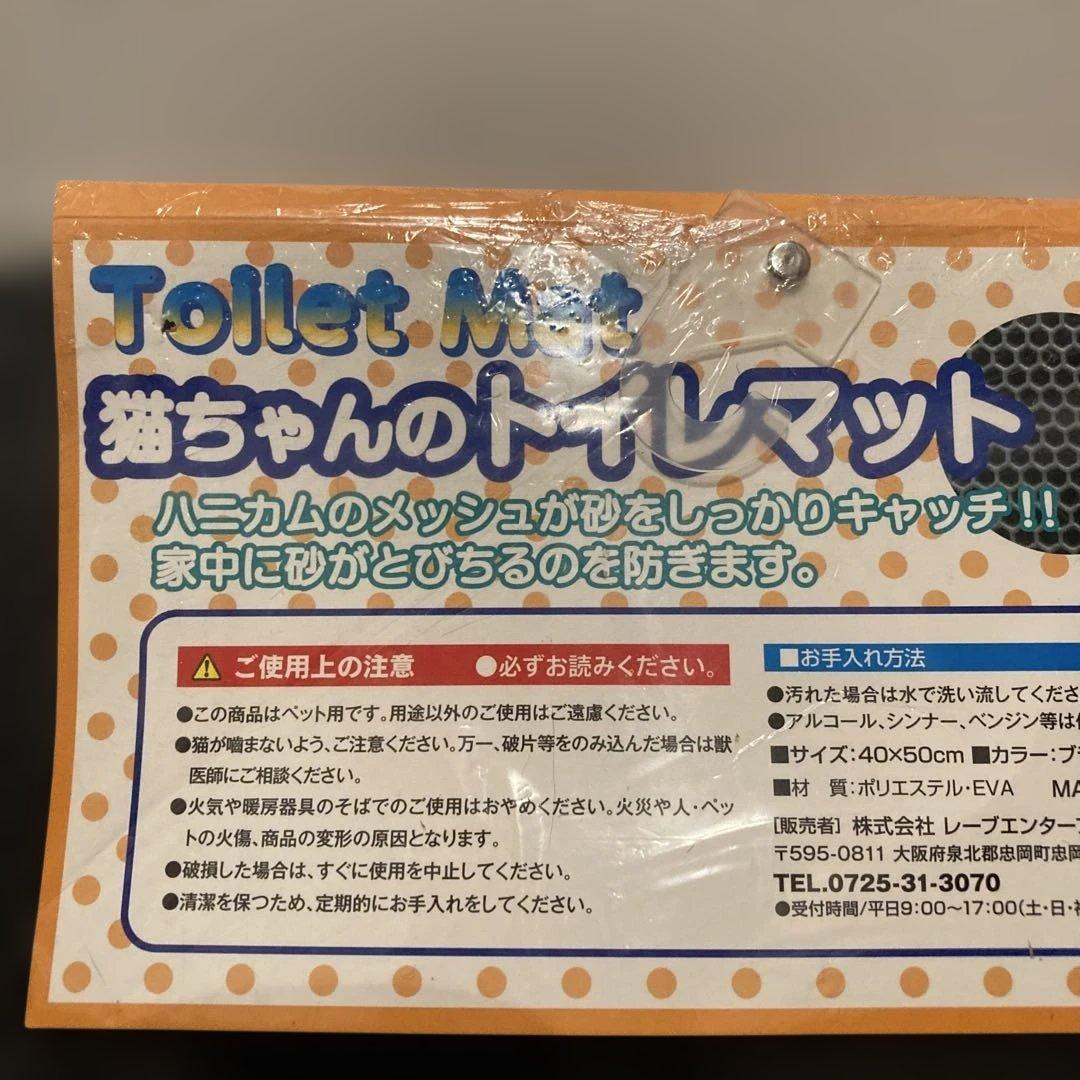 Toilet Mat
猫ちゃんのトイレマット
ハニカムのメッシュが砂をしっかりキャッチ!!
家中に砂がとびちるのを防ぎます。
ご使用上の注意 ●必ずお読みください。
●この商品はペット用です。用途以外のご使用はご遠慮ください。
●猫が嚙まないよう、ご注意ください。万一、破片等をのみ込んだ場合は獣
医師にご相談ください。
●火気や暖房器具のそばでのご使用はおやめください。火災や人・ペッ
トの火傷、商品の変形の原因となります。
●破損した場合は、すぐに使用を中止してください。
●清潔を保つため、定期的にお手入れをしてください。
■お手入れ方法
●汚れた場合は水で洗い流してくださ
●アルコール、シンナー、ベンジン等は
■サイズ:40×50cm ■カラー:ブ
■材 質:ポリエステル・EVA MA
[販売者] 株式会社 レーブエンター
〒595-0811 大阪府泉北郡忠岡町忠岡
TEL.0725-31-3070
●受付時間/平日9:00〜17:00(土・日・祝